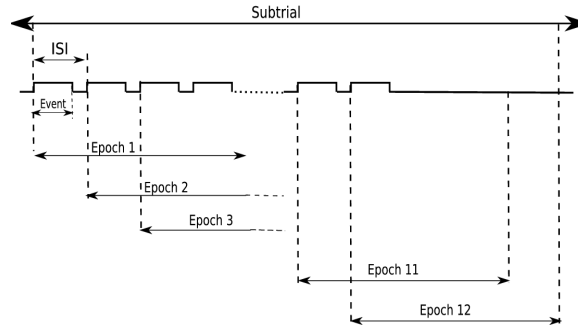 Subtrial
ISI
Event
Epoch 1
Epoch 2
Epoch 3
Epoch 11
Epoch 12